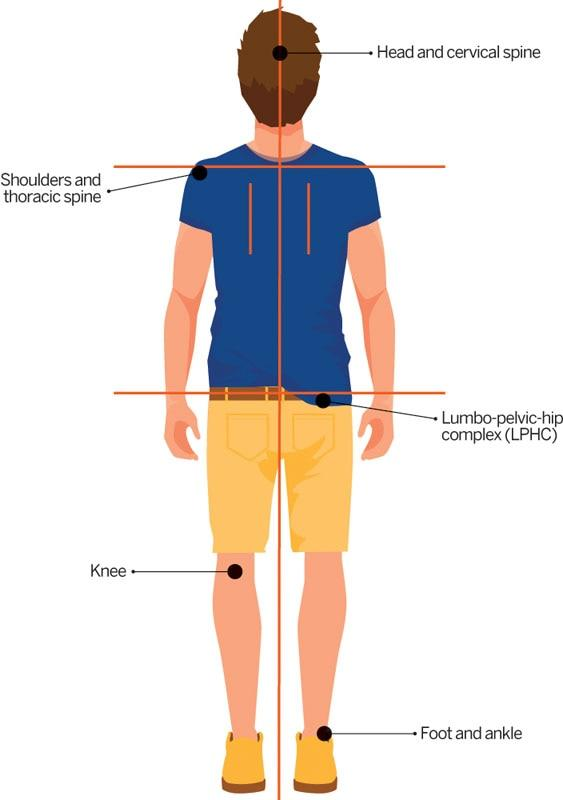 Head and cervical spine
Shoulders and
thoracic spine
Lumbo-pelvic-hip
complex (LPHC)
Knee
Foot and ankle